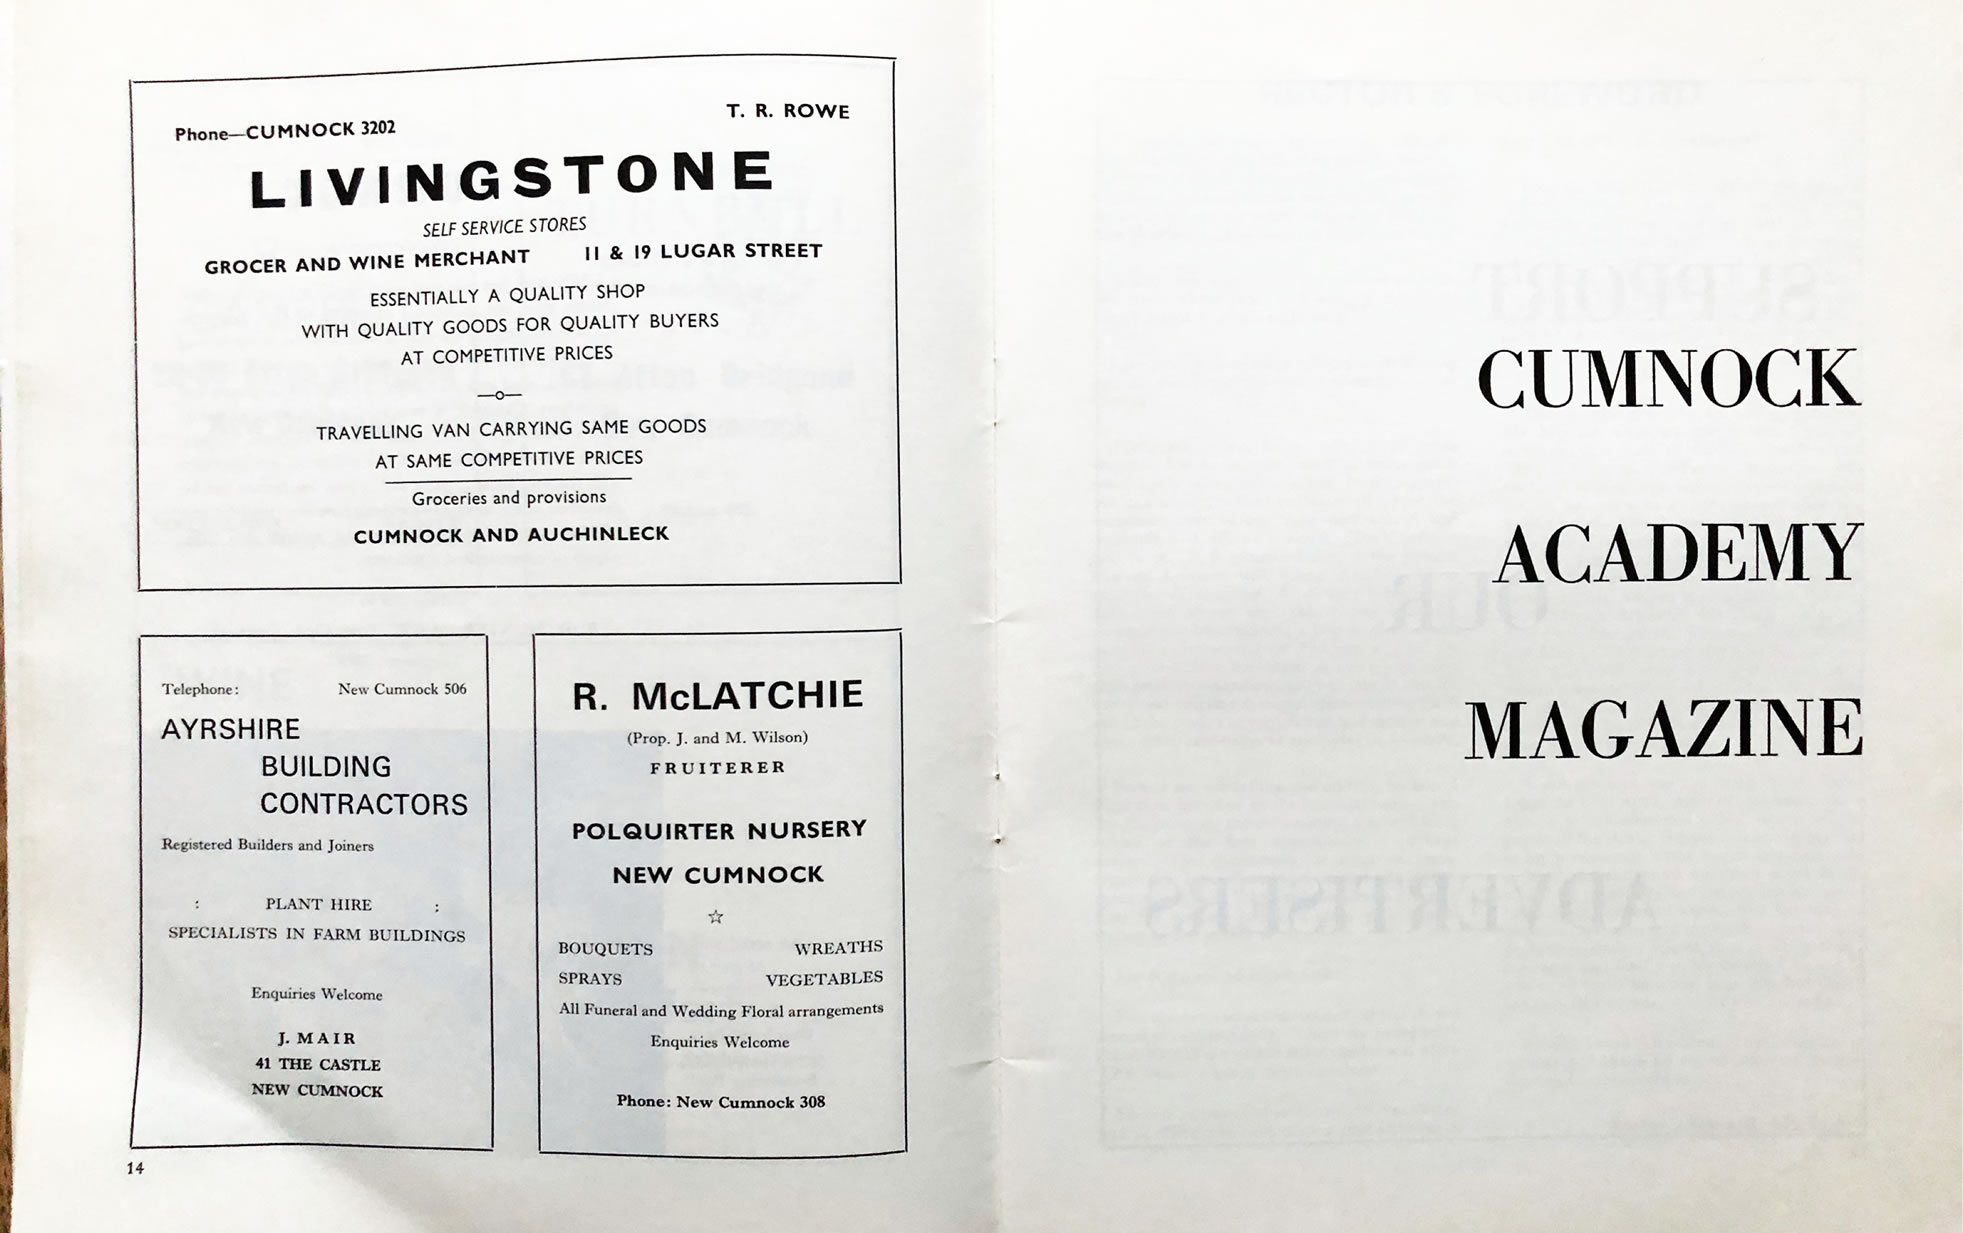 Phone—CUMNOCK 3202 T. R. ROWE
LIVINGSTONE
SELF SERVICE STORES
GROCER AND WINE MERCHANT 11 & 19 LUGAR STREET
ESSENTIALLY A QUALITY SHOP
WITH QUALITY GOODS FOR QUALITY BUYERS
AT COMPETITIVE PRICES
—o—
TRAVELLING VAN CARRYING SAME GOODS
AT SAME COMPETITIVE PRICES
Groceries and provisions
CUMNOCK AND AUCHINLECK
Telephone: New Cumnock 506
AYRSHIRE
BUILDING
CONTRACTORS
Registered Builders and Joiners
: PLANT HIRE :
SPECIALISTS IN FARM BUILDINGS
Enquiries Welcome
J. MAIR
41 THE CASTLE
NEW CUMNOCK
R. McLATCHIE
(Prop. J. and M. Wilson)
FRUITERER
POLQUIRTER NURSERY
NEW CUMNOCK
☆
BOUQUETS WREATHS
SPRAYS VEGETABLES
All Funeral and Wedding Floral arrangements
Enquiries Welcome
Phone: New Cumnock 308
14
CUMNOCK
ACADEMY
MAGAZINE
SUPPORT
OUR
ADVERTISERS